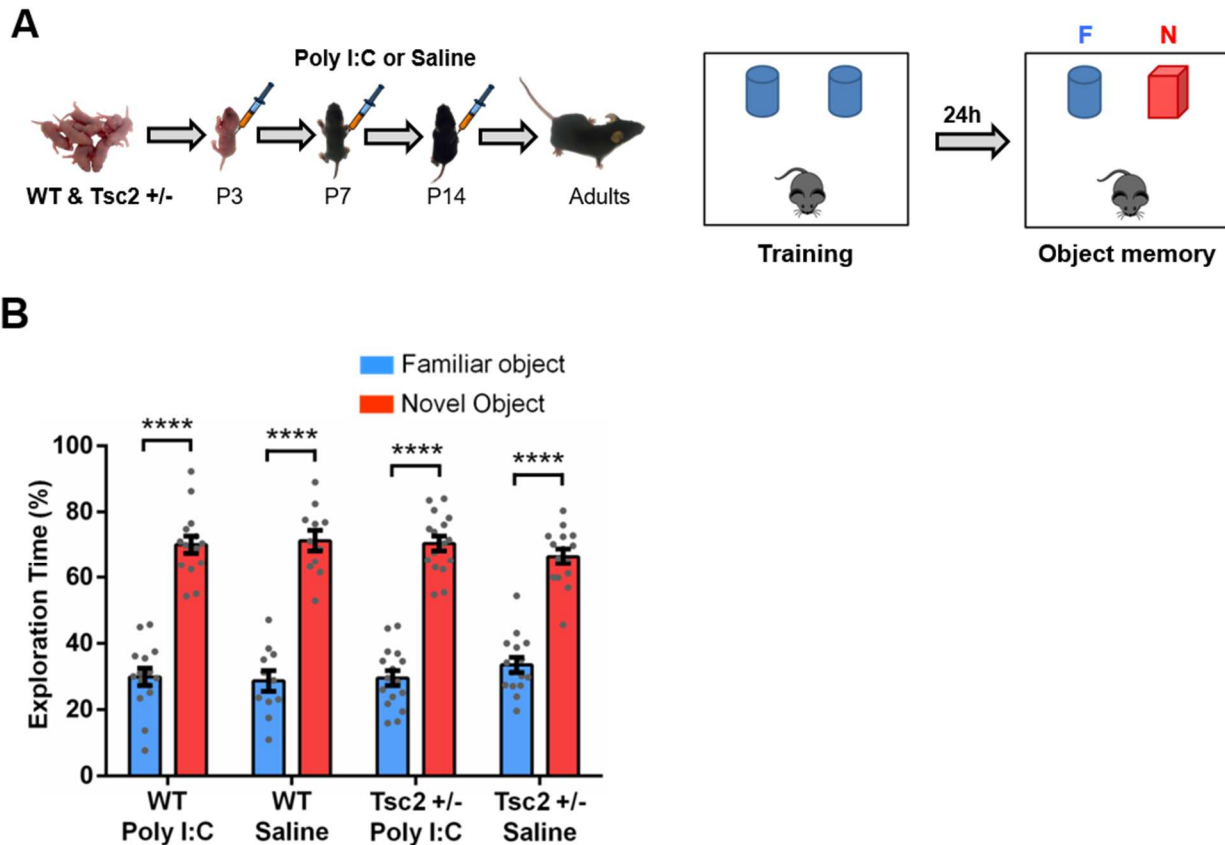 A
Poly I:C or Saline
WT & Tsc2 +/-
P3
P7
P14
Adults
Training
24h
F
N
Object memory
B
Familiar object
Novel Object
****
****
****
****
Exploration Time (%)
100
80
60
40
20
0
WT
Poly I:C
WT
Saline
Tsc2 +/-
Poly I:C
Tsc2 +/-
Saline